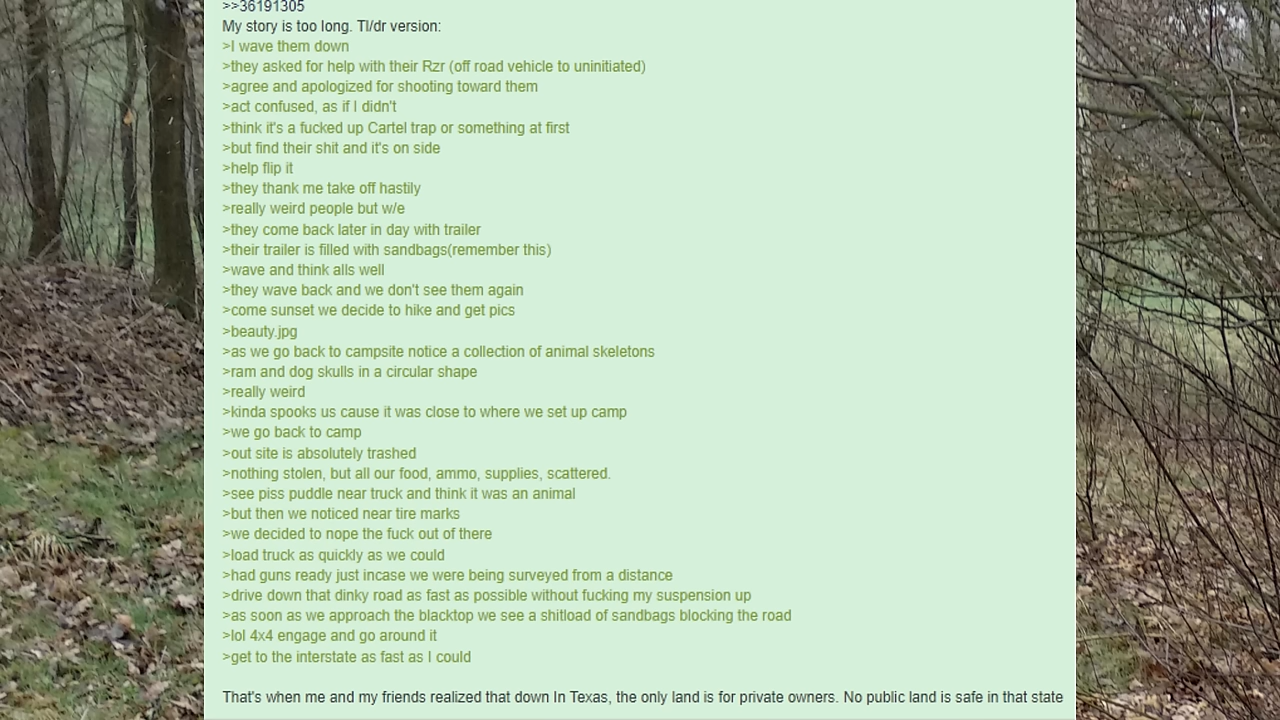 >>36191305
My story is too long. Tl/dr version:
>I wave them down
>they asked for help with their Rzr (off road vehicle to uninitiated)
>agree and apologized for shooting toward them
>act confused, as if I didn't
>think it's a fucked up Cartel trap or something at first
>but find their shit and it's on side
>help flip it
>they thank me take off hastily
>really weird people but w/e
>they come back later in day with trailer
>their trailer is filled with sandbags(remember this)
>wave and think alls well
>they wave back and we don't see them again
>come sunset we decide to hike and get pics
>beauty.jpg
>as we go back to campsite notice a collection of animal skeletons
>ram and dog skulls in a circular shape
>really weird
>kinda spooks us cause it was close to where we set up camp
>we go back to camp
>out site is absolutely trashed
>nothing stolen, but all our food, ammo, supplies, scattered.
>see piss puddle near truck and think it was an animal
>but then we noticed near tire marks
>we decided to nope the fuck out of there
>load truck as quickly as we could
>had guns ready just incase we were being surveyed from a distance
>drive down that dinky road as fast as possible without fucking my suspension up
>as soon as we approach the blacktop we see a shitload of sandbags blocking the road
>lol 4x4 engage and go around it
>get to the interstate as fast as I could
That's when me and my friends realized that down In Texas, the only land is for private owners. No public land is safe in that state